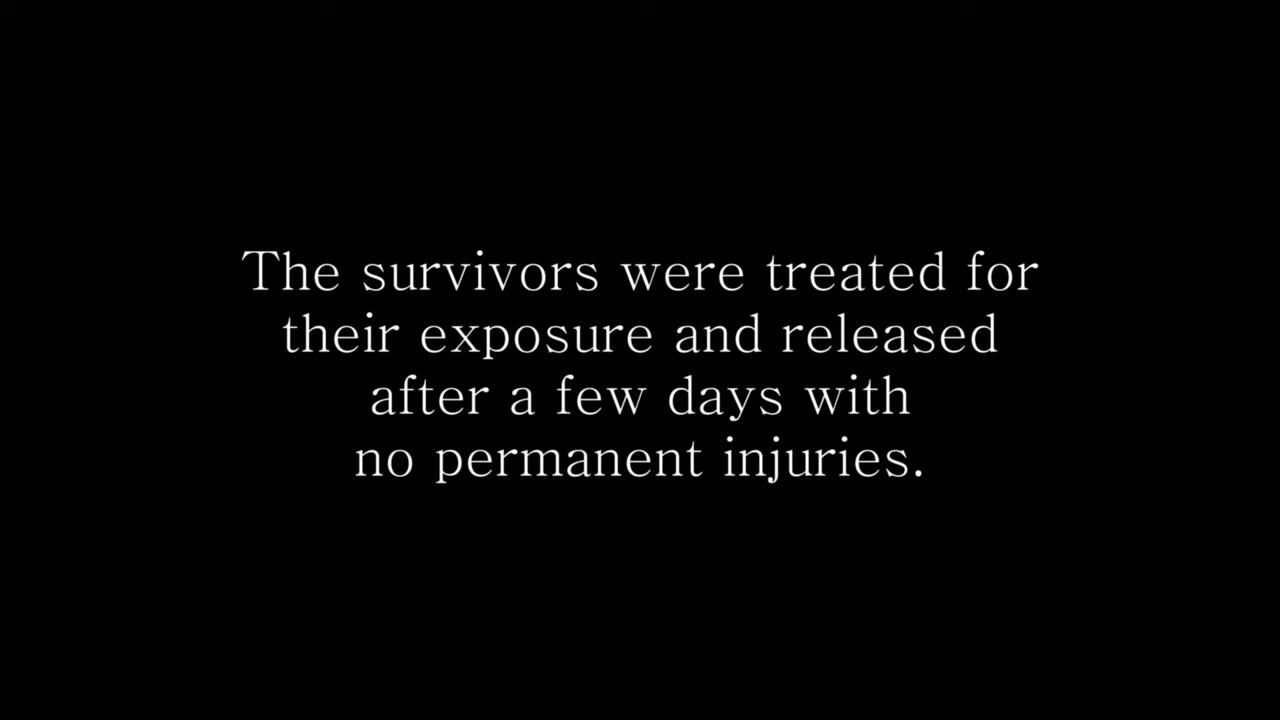 The survivors were treated for
their exposure and released
after a few days with
no permanent injuries.